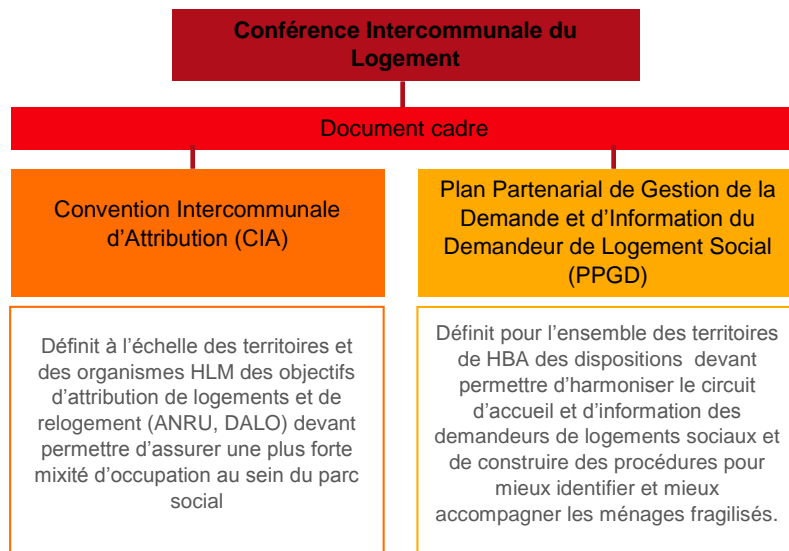 Conférence Intercommunale du
Logement
Document cadre
Convention Intercommunale
d'Attribution (CIA)
Plan Partenarial de Gestion de la
Demande et d'Information du
Demandeur de Logement Social
(PPGD)
Définit à l'échelle des territoires et
des organismes HLM des objectifs
d'attribution de logements et de
relogement (ANRU, DALO) devant
permettre d'assurer une plus forte
mixité d'occupation au sein du parc
social
Définit pour l'ensemble des territoires
de HBA des dispositions devant
permettre d'harmoniser le circuit
d'accueil et d'information des
demandeurs de logements sociaux et
de construire des procédures pour
mieux identifier et mieux
accompagner les ménages fragilisés.